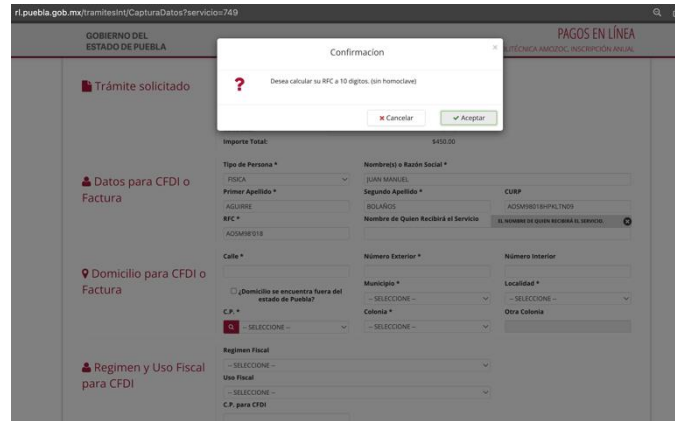 rl.puebla.gob.mx/tramitesInt/CapturaDatos?servicio=749
GOBIERNO DEL
ESTADO DE PUEBLA
PAGOS EN LÍNEA
POLITÉCNICA AMOZOC, INSCRIPCIÓN ANUAL
Confirmacion
×
?
Desea calcular su RFC a 10 digitos. (sin homoclave)
× Cancelar
✔ Aceptar
Trámite solicitado
Importe Total:
$450.00
Datos para CFDI o
Factura
Tipo de Persona *
Nombre(s) o Razón Social *
FISICA
JUAN MANUEL
Primer Apellido *
Segundo Apellido *
CURP
AGUIRRE
BOLAÑOS
RFC *
Nombre de Quien Recibirá el Servicio
EL NOMBRE DE QUIEN RECIBIRÁ EL SERVICIO.
Domicilio para CFDI o
Factura
Calle *
Número Exterior *
Número Interior
¿Domicilio se encuentra fuera del
estado de Puebla?
Municipio *
Localidad *
-- SELECCIONE --
-- SELECCIONE --
C.P. *
Colonia *
Otra Colonia
-- SELECCIONE --
-- SELECCIONE --
Regimen y Uso Fiscal
para CFDI
Regimen Fiscal
-- SELECCIONE --
Uso Fiscal
-- SELECCIONE --
C.P. para CFDI